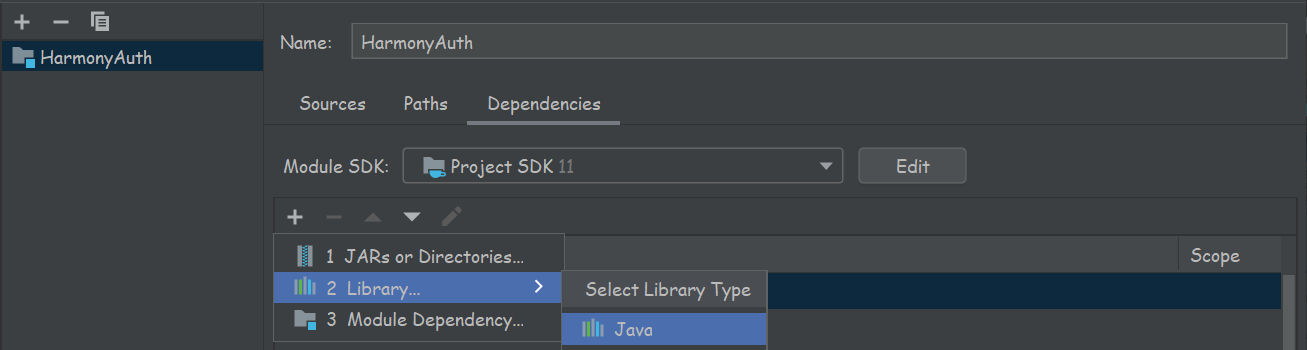 HarmonyAuth
Name: HarmonyAuth
Sources Paths Dependencies
Module SDK: Project SDK 11 Edit
Scope
1 JARs or Directories...
2 Library...
3 Module Dependency...
Select Library Type
Java